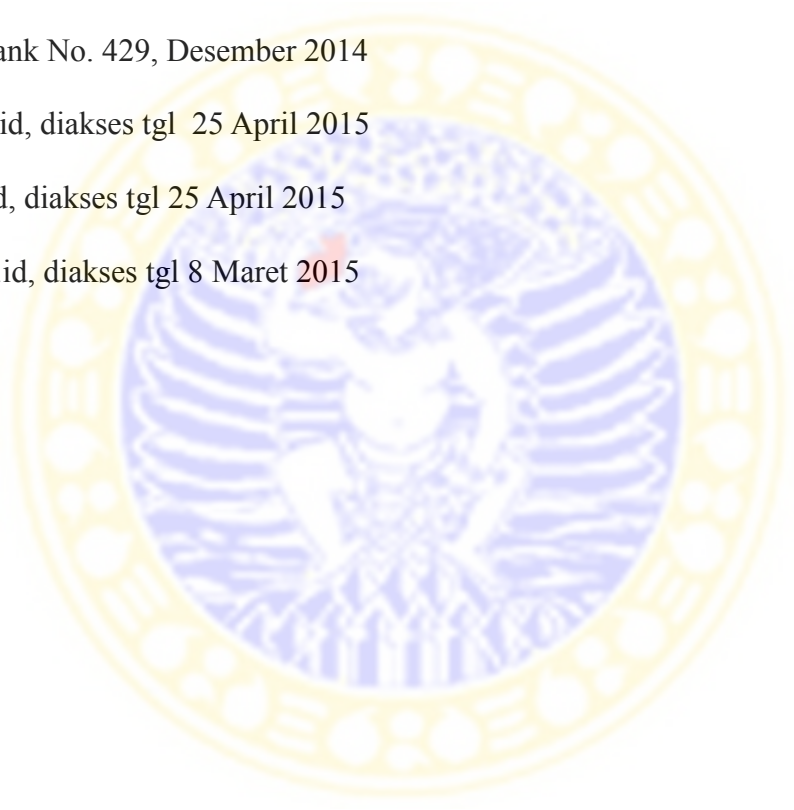 No. 429, Desember 2014
id, diakses tgl 25 April 2015
diakses tgl 25 April 2015
id, diakses tgl 8 Maret 2015